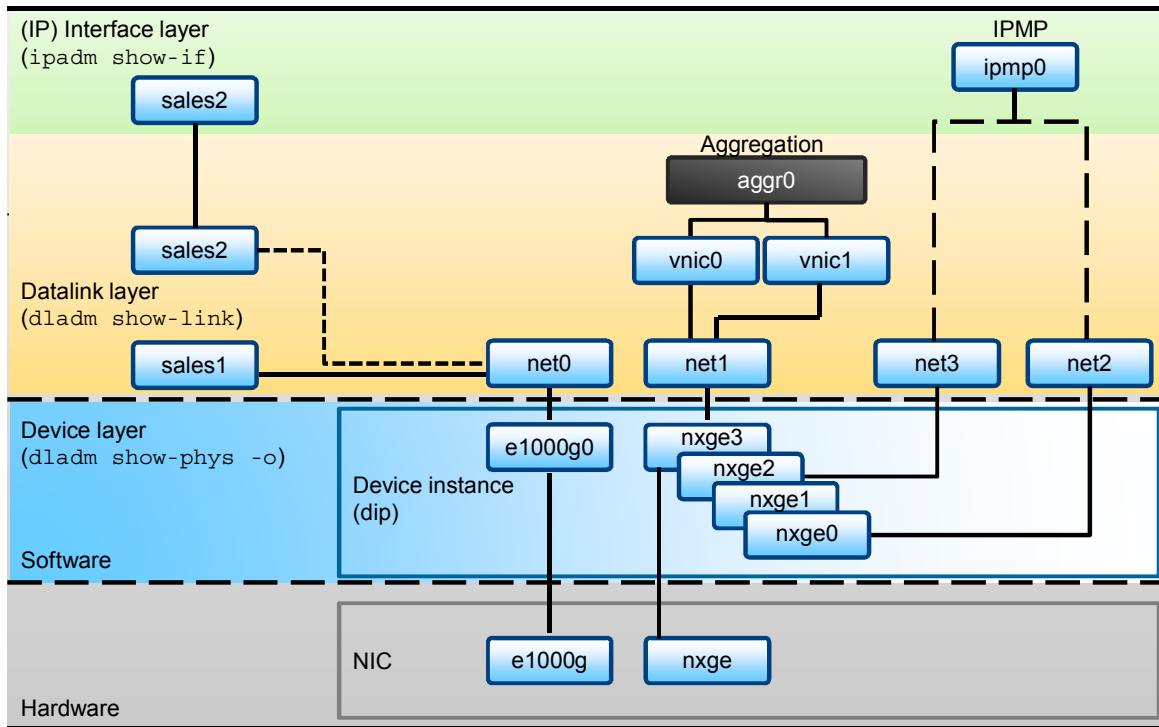 (IP) Interface layer
(ipadm show-if)
IPMP
ipmp0
sales2
Aggregation
aggr0
sales2
vnic0
vnic1
Datalink layer
(dladm show-link)
sales1
net0
net1
net3
net2
Device layer
(dladm show-phys -o)
e1000g0
nxge3
nxge2
nxge1
nxge0
Device instance
(dip)
Software
NIC
e1000g
nxge
Hardware